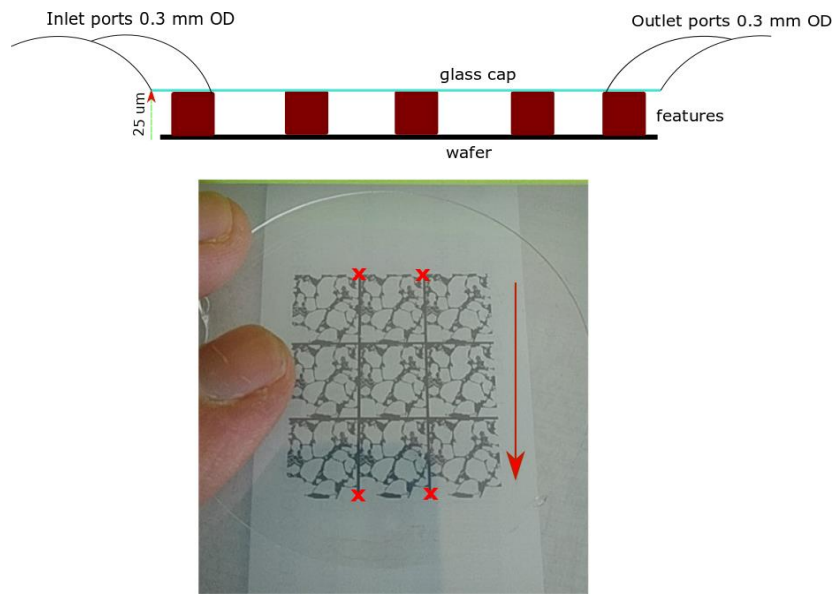 Inlet ports 0.3 mm OD
Outlet ports 0.3 mm OD
glass cap
25 um
features
wafer
x x
x x